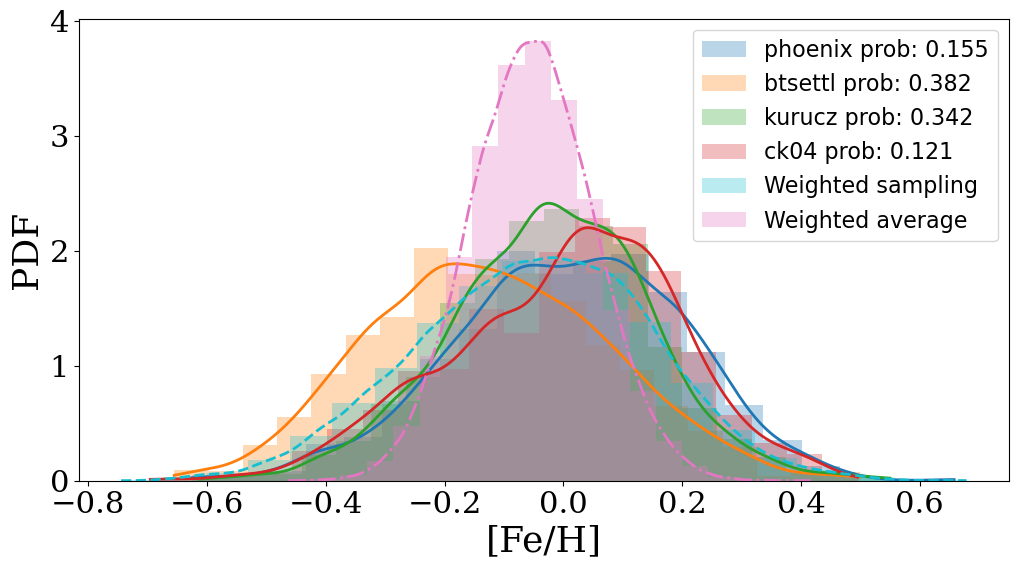 4
3
2
1
0
PDF
−0.8
−0.6
−0.4
−0.2
0.0
0.2
0.4
0.6
[Fe/H]
phoenix prob: 0.155
btsettl prob: 0.382
kurucz prob: 0.342
ck04 prob: 0.121
Weighted sampling
Weighted average